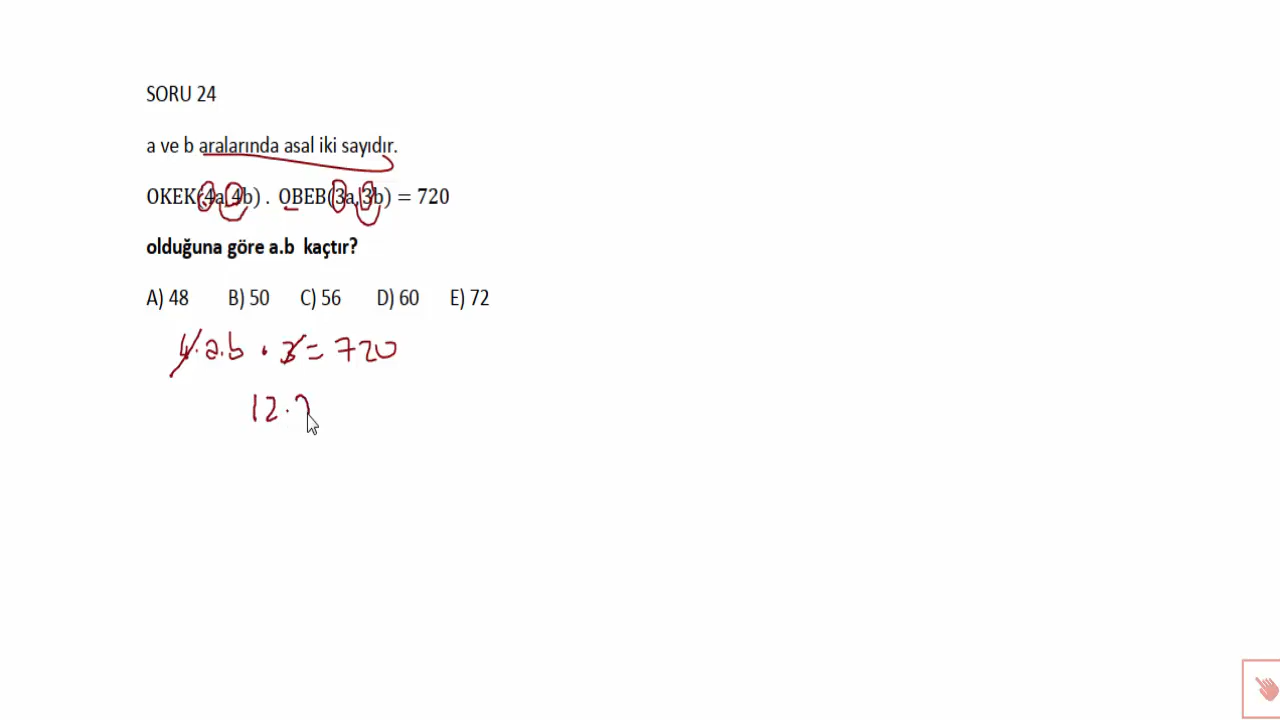 SORU 24
a ve b aralarında asal iki sayıdır.
OKEK(4a,4b) . OBEB(3a,3b) = 720
olduğuna göre a.b kaçtır?
A) 48 B) 50 C) 56 D) 60 E) 72
4.a.b . 3 = 720
12.